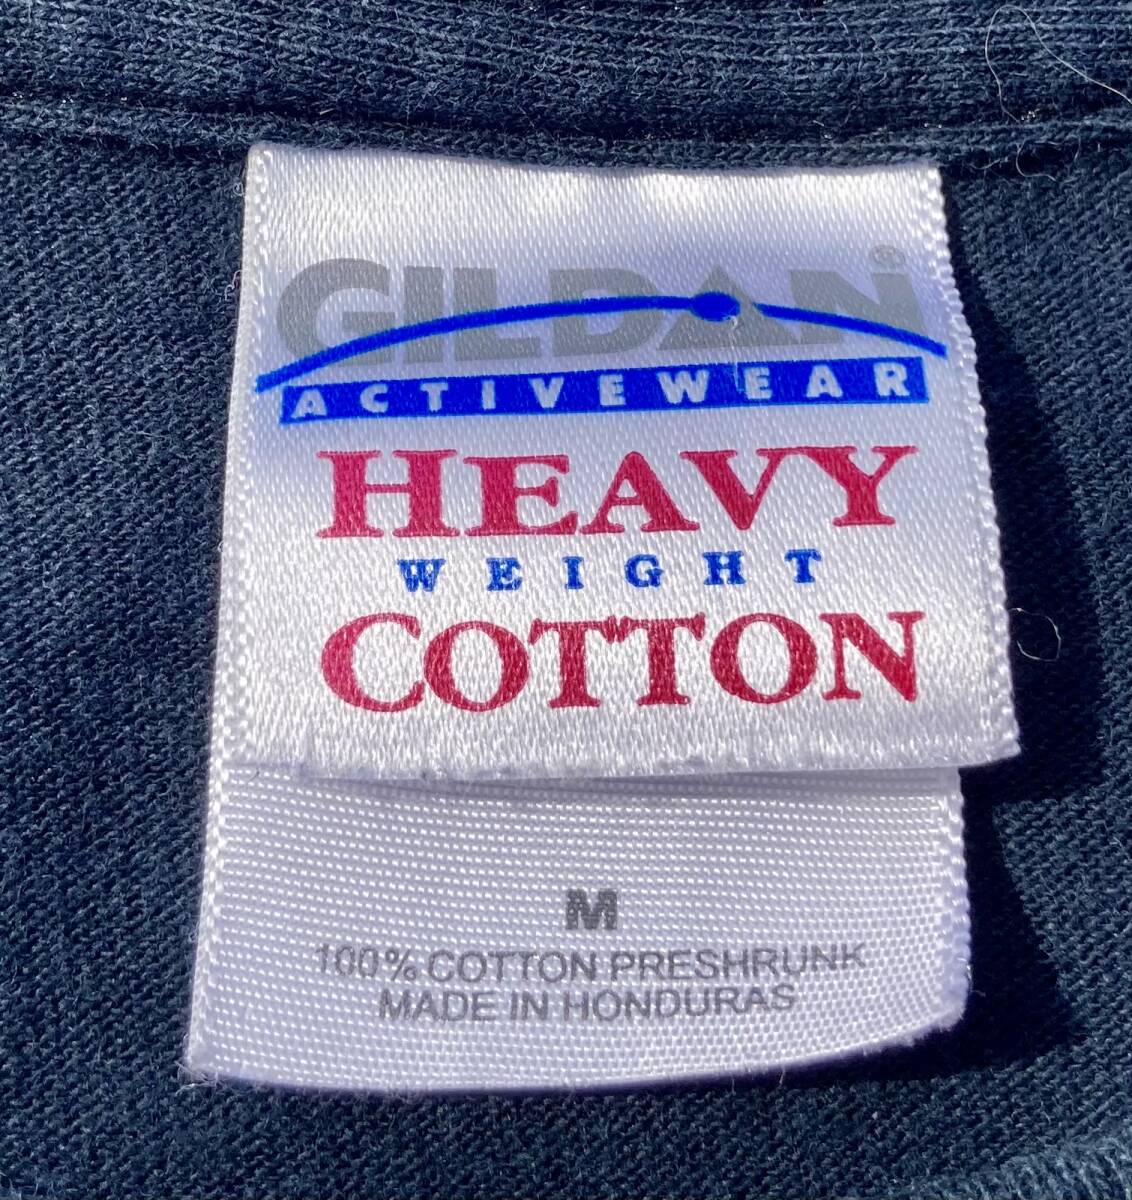 GILDAN®
ACTIVEWEAR
HEAVY
WEIGHT
COTTON
M
100% COTTON PRESHRUNK
MADE IN HONDURAS